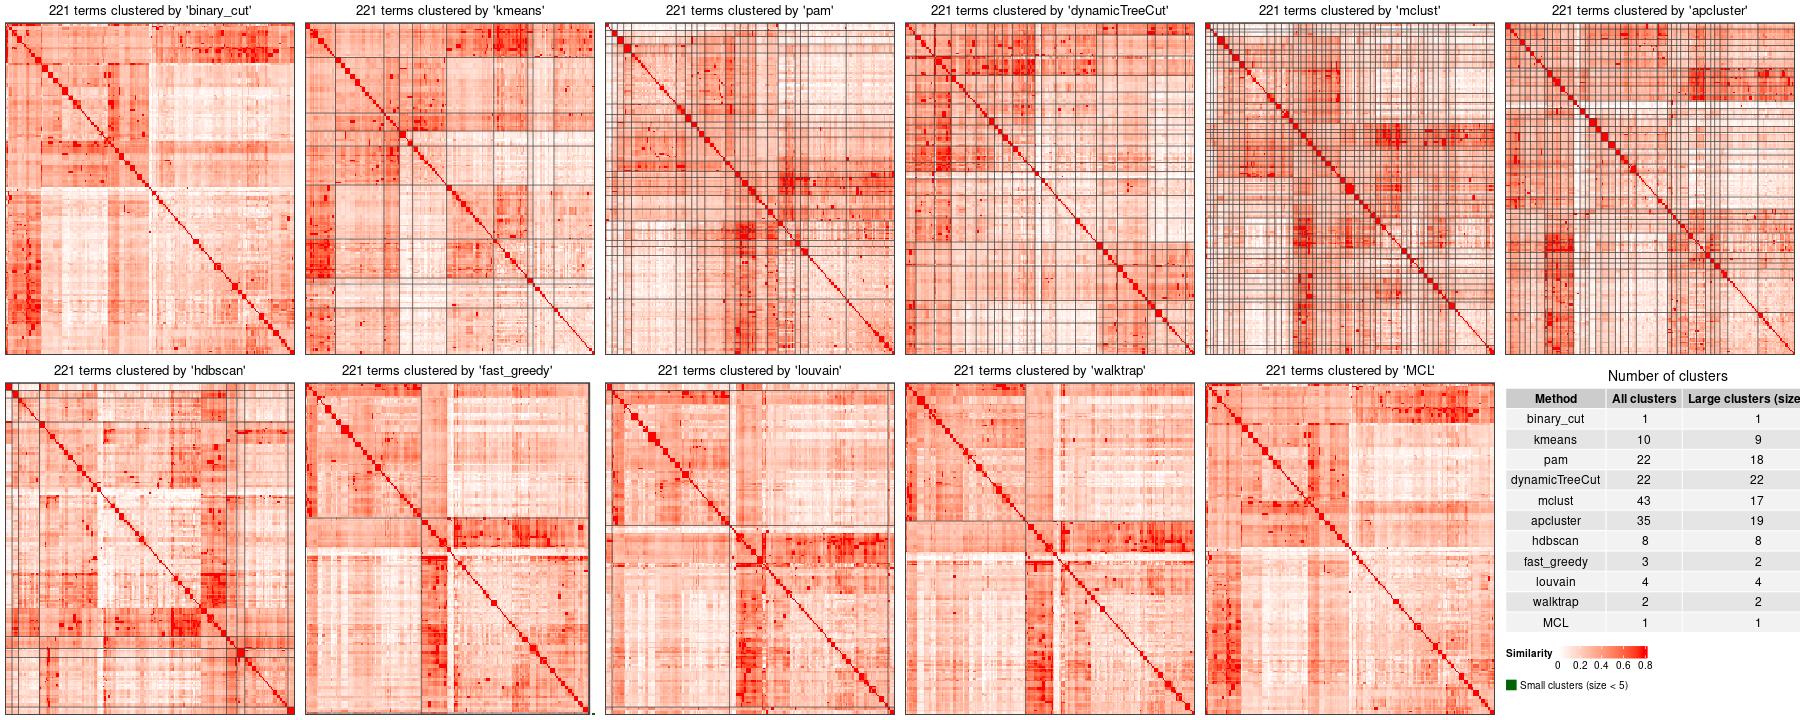 221 terms clustered by 'binary_cut'
221 terms clustered by 'kmeans'
221 terms clustered by 'pam'
221 terms clustered by 'dynamicTreeCut'
221 terms clustered by 'mclust'
221 terms clustered by 'apcluster'
221 terms clustered by 'hdbscan'
221 terms clustered by 'fast_greedy'
221 terms clustered by 'louvain'
221 terms clustered by 'walktrap'
221 terms clustered by 'MCL'
Number of clusters
Method All clusters Large clusters (size
binary_cut 1 1
kmeans 10 9
pam 22 18
dynamicTreeCut 22 22
mclust 43 17
apcluster 35 19
hdbscan 8 8
fast_greedy 3 2
louvain 4 4
walktrap 2 2
MCL 1 1
Similarity
0 0.2 0.4 0.6 0.8
Small clusters (size < 5)